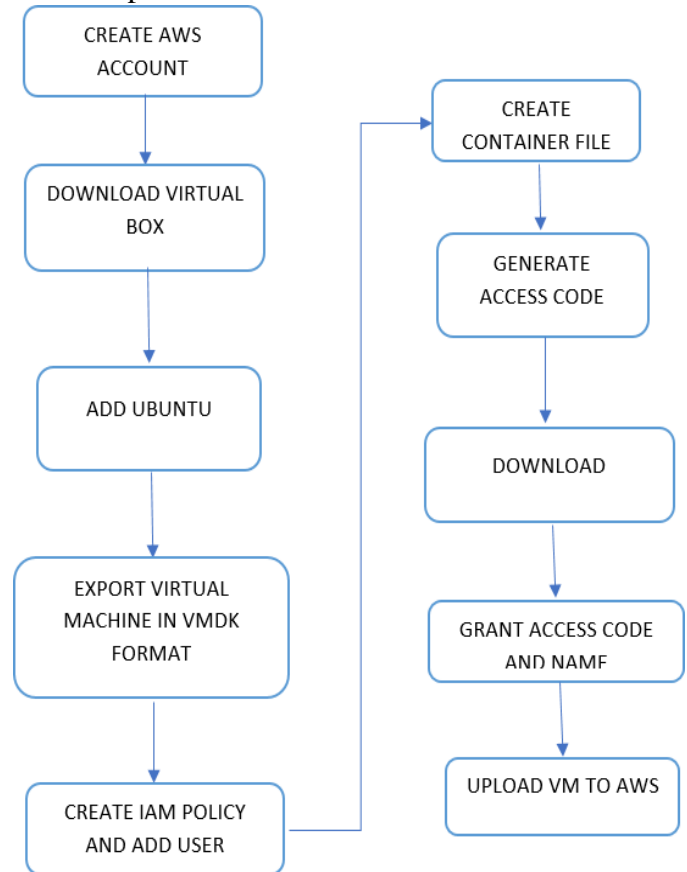 CREATE AWS
ACCOUNT
DOWNLOAD VIRTUAL
BOX
ADD UBUNTU
EXPORT VIRTUAL
MACHINE IN VMDK
FORMAT
CREATE IAM POLICY
AND ADD USER
CREATE
CONTAINER FILE
GENERATE
ACCESS CODE
DOWNLOAD
GRANT ACCESS CODE
AND NAME
UPLOAD VM TO AWS